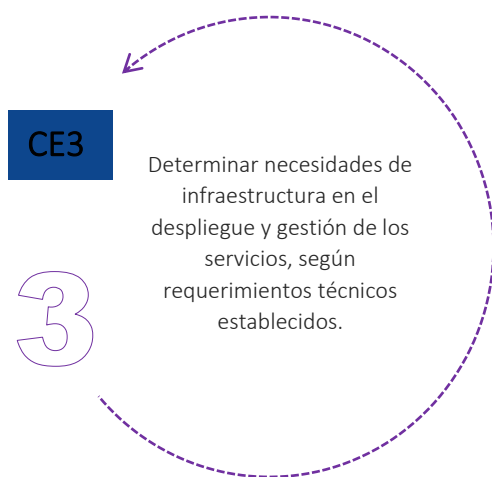 CE3
3
Determinar necesidades de
infraestructura en el
despliegue y gestión de los
servicios, según
requerimientos técnicos
establecidos.